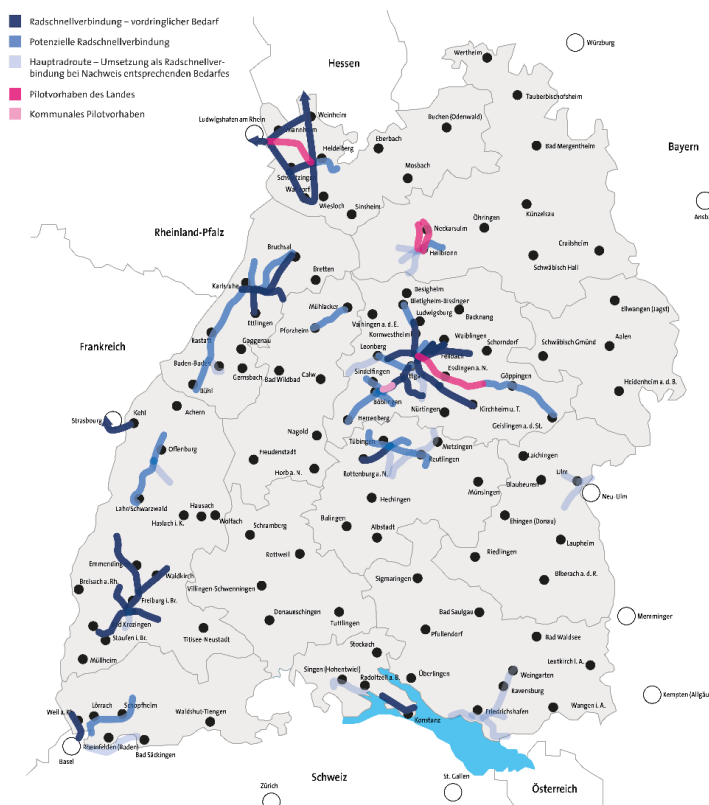 Radschnellverbindung – vordringlicher Bedarf
Potenzielle Radschnellverbindung
Hauptradroute – Umsetzung als Radschnellver-
bindung bei Nachweis entsprechenden Bedarfes
Pilotvorhaben des Landes
Kommunales Pilotvorhaben
Würzburg
Wertheim
Hessen
Tauberbischofsheim
Weinheim
Ludwigshafen am Rhein
Mannheim
Buchen (Odenwald)
Eberbach
Bad Mergentheim
Bayern
Heidelberg
Schwetzingen
Mosbach
Walldorf
Wiesloch
Sinsheim
Künzelsau
Ansb
Rheinland-Pfalz
Neckarsulm
Öhringen
Bruchsal
Heilbronn
Crailsheim
Schwäbisch Hall
Bretten
Karlsruhe
Besigheim
Mühlacker
Bietigheim-Bissinger
Ellwangen (Jagst)
Ettlingen
Pforzheim
Vaihingen a. d. E.
Ludwigsburg
Backnang
Kornwestheim
Waiblingen
Rastatt
Gaggenau
Leonberg
Fellbach
Schorndorf
Schwäbisch Gmünd
Aalen
Frankreich
Baden-Baden
Gernsbach
Bad Wildbad
Calw
Sindelfingen
Esslingen a. N.
Göppingen
Heidenheim a. d. B.
Bühl
Böblingen
Achern
Herrenberg
Nürtingen
Kirchheim u. T.
Geislingen a. d. St.
Strasbourg
Kehl
Nagold
Tübingen
Metzingen
Offenburg
Freudenstadt
Reutlingen
Laichingen
Horb a. N.
Rottenburg a. N.
Blaubeuren
Ulm
Münsingen
Neu-Ulm
Lahr/Schwarzwald
Hausach
Hechingen
Haslach i. K.
Wolfach
Schramberg
Balingen
Albstadt
Ehingen (Donau)
Laupheim
Emmending
Rottweil
Riedlingen
Waldkirch
Breisach a. Rh.
Villingen-Schwenningen
Sigmaringen
Biberach a. d. R.
Freiburg i. Br.
Donaueschingen
Bad Saulgau
Memminger
Bad Krozingen
Tuttlingen
Staufen i. Br.
Titisee-Neustadt
Pfullendorf
Bad Waldsee
Müllheim
Stockach
Leutkirch i. A.
Singen (Hohentwiel)
Überlingen
Weingarten
Radolfzell a. B.
Ravensburg
Kempten (Allgäu
Weil a. R
Lörrach
Schopfheim
Waldshut-Tiengen
Konstanz
Friedrichshafen
Wangen i. A.
Rheinfelden (Baden)
Bad Säckingen
Basel
Schweiz
St. Gallen
Zürich
Österreich